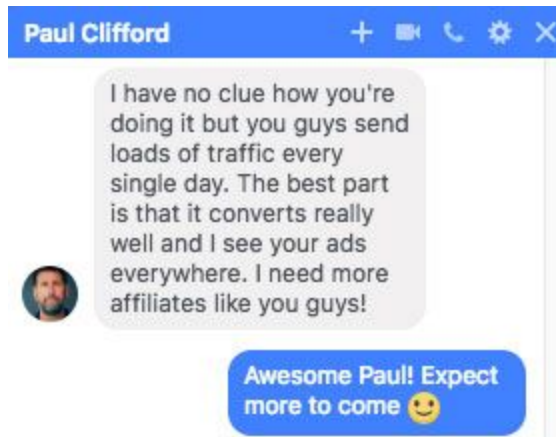 Paul Clifford
I have no clue how you're
doing it but you guys send
loads of traffic every
single day. The best part
is that it converts really
well and I see your ads
everywhere. I need more
affiliates like you guys!
Awesome Paul! Expect
more to come 🙂